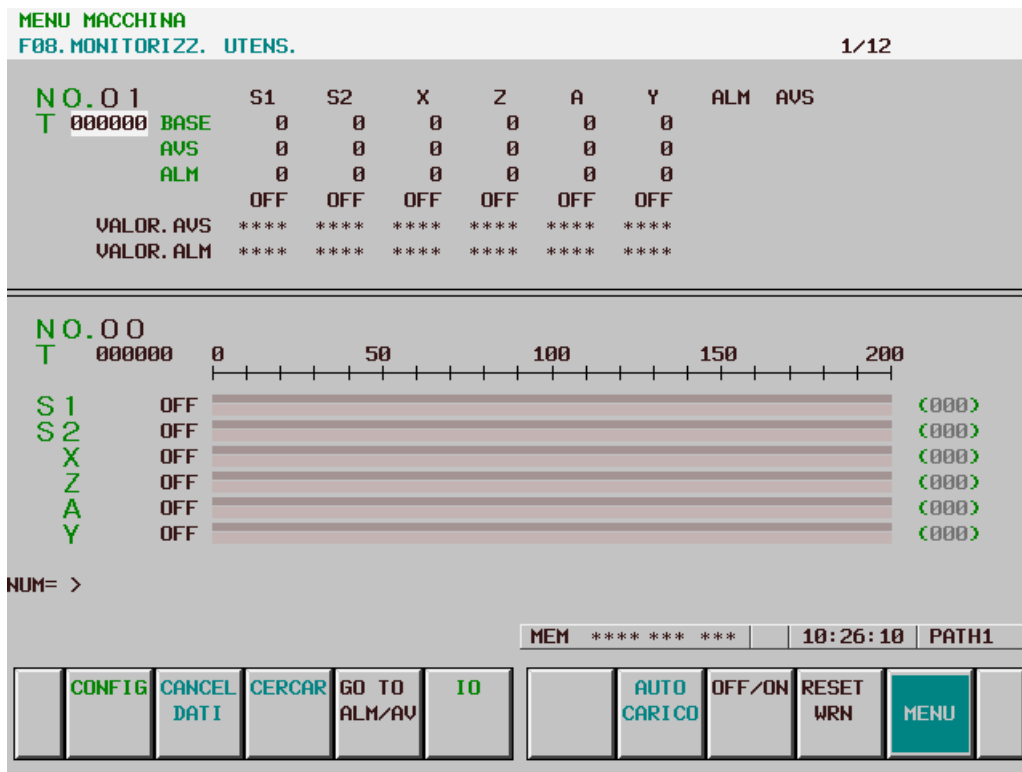 MENU MACCHINA
F08.MONITORIZZ. UTENS. 1/12
NO.01 S1 S2 X Z A Y ALM AVS
T 000000 BASE 0 0 0 0 0 0
AVS 0 0 0 0 0 0
ALM 0 0 0 0 0 0
OFF OFF OFF OFF OFF OFF
VALOR.AVS **** **** **** **** **** ****
VALOR.ALM **** **** **** **** **** ****
NO.00
T 000000 0 50 100 150 200
S1 OFF (000)
S2 OFF (000)
X OFF (000)
Z OFF (000)
A OFF (000)
Y OFF (000)
NUM= >
MEM **** *** *** 10:26:10 PATH1
CONFIG CANCEL CERCAR GO TO IO AUTO OFF/ON RESET MENU
DATI ALM/AV CARICO WRN